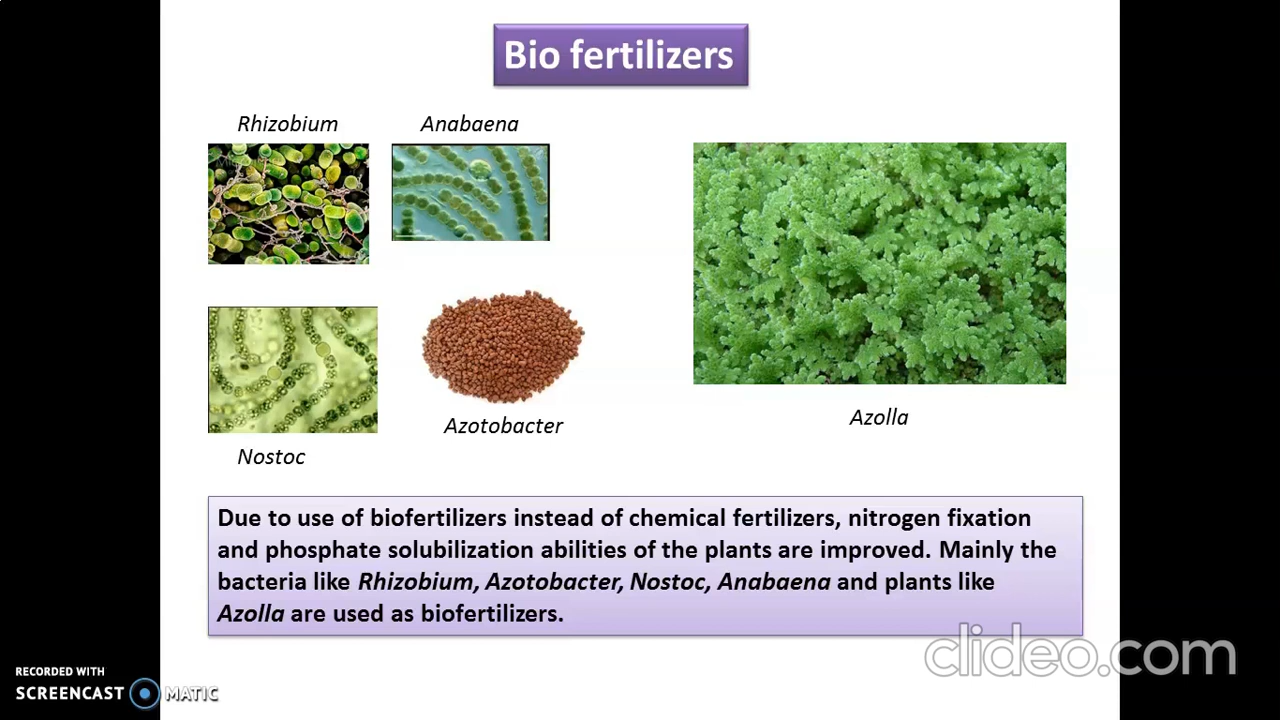 Bio fertilizers
Rhizobium
Anabaena
Nostoc
Azotobacter
Azolla
Due to use of biofertilizers instead of chemical fertilizers, nitrogen fixation
and phosphate solubilization abilities of the plants are improved. Mainly the
bacteria like Rhizobium, Azotobacter, Nostoc, Anabaena and plants like
Azolla are used as biofertilizers.
clideo.com
RECORDED WITH
SCREENCAST MATIC